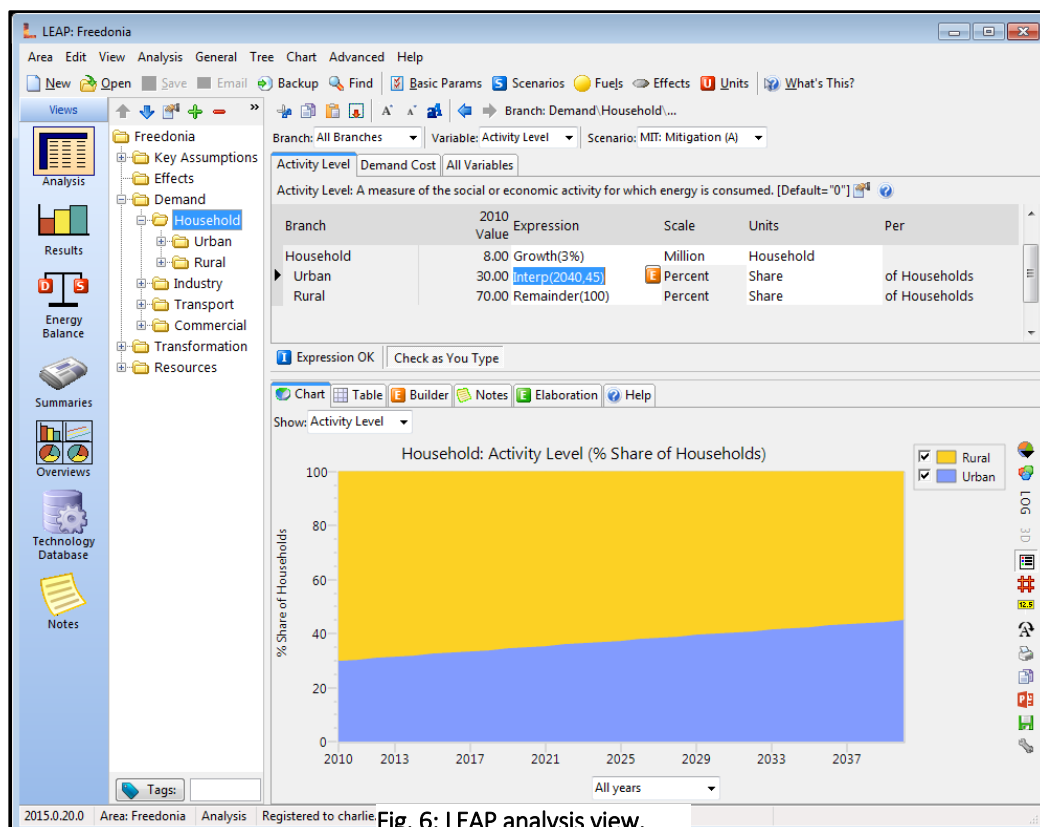 LEAP: Freedonia
Area Edit View Analysis General Tree Chart Advanced Help
New Open Save Email Backup Find Basic Params S Scenarios Fuels Effects U Units What's This?
Views
Analysis
Results
Energy
Balance
Summaries
Overviews
Technology
Database
Notes
Freedonia
Key Assumptions
Effects
Demand
Household
Urban
Rural
Industry
Transport
Commercial
Transformation
Resources
Tags:
Branch: Demand\Household\...
Branch: All Branches Variable: Activity Level Scenario: MIT: Mitigation (A)
Activity Level Demand Cost All Variables
Activity Level: A measure of the social or economic activity for which energy is consumed. [Default="0"]
Branch 2010 Value Expression Scale Units Per
Household 8.00 Growth(3%) Million Household
Urban 30.00 Interp(2040,45) E Percent Share of Households
Rural 70.00 Remainder(100) Percent Share of Households
I Expression OK Check as You Type
Chart Table E Builder Notes E Elaboration Help
Show: Activity Level
Household: Activity Level (% Share of Households)
Rural
Urban
% Share of Households
100
80
60
40
20
0
2010 2013 2017 2021 2025 2029 2033 2037
All years
LOG
3D
12.5
2015.0.20.0 Area: Freedonia Analysis Registered to charlie.
Fig. 6: LEAP analysis view.